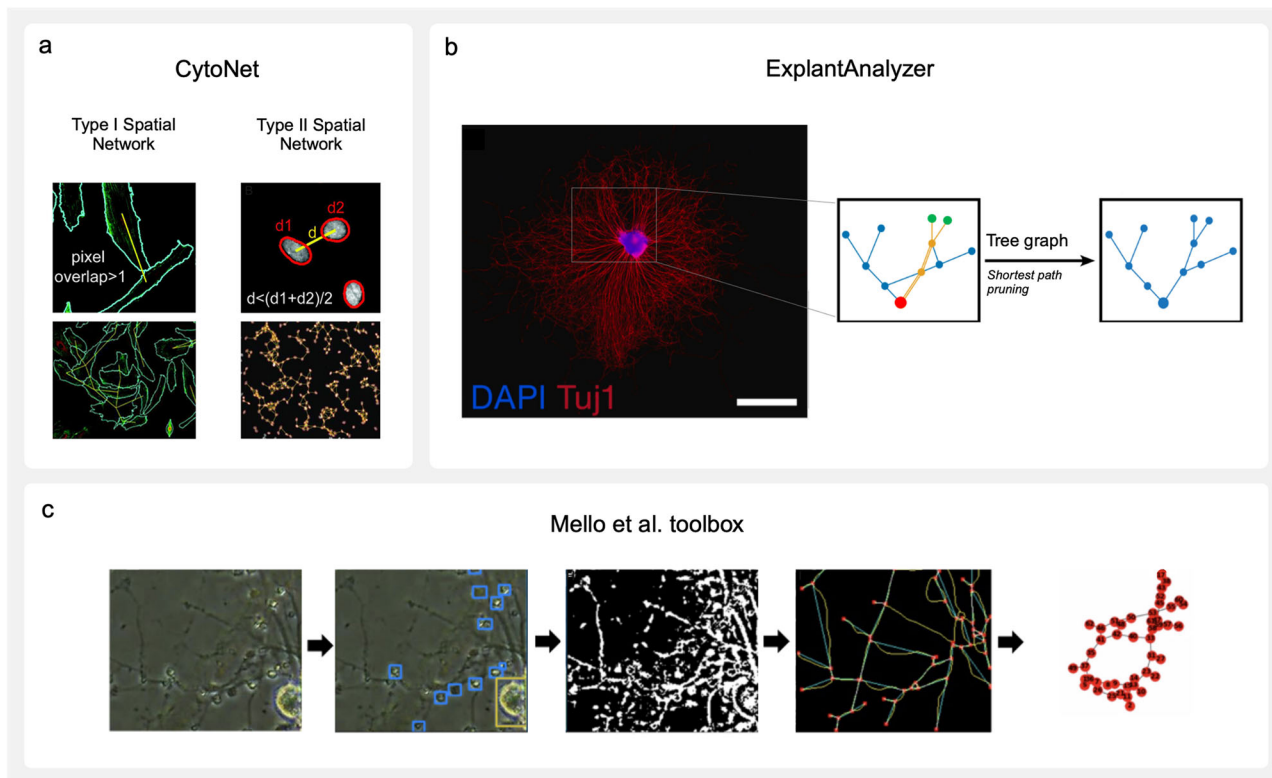 a
CytoNet
Type I Spatial
Network
Type II Spatial
Network
pixel
overlap>1
d1
d
d2
d<(d1+d2)/2
b
ExplantAnalyzer
DAPI Tuj1
Tree graph
Shortest path
pruning
c
Mello et al. toolbox